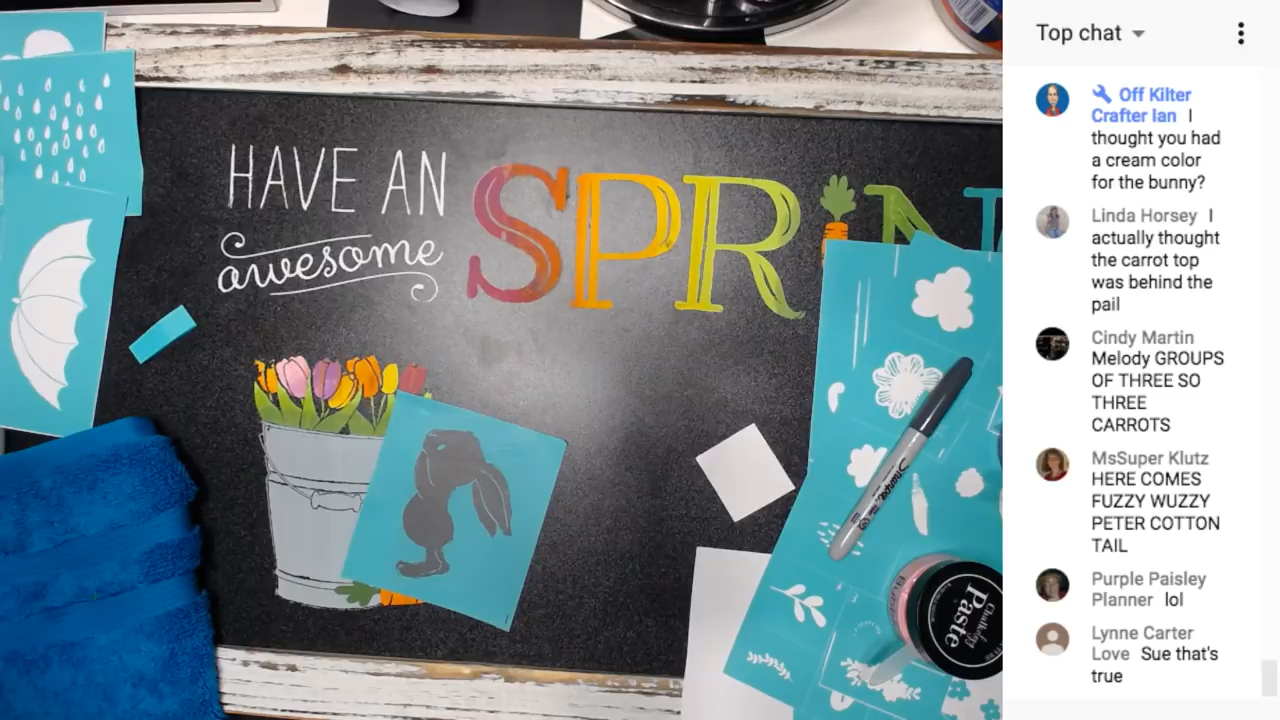 HAVE AN
awesome
SPRIN
Sharpie
Chalkology
Paste
Top chat
Off Kilter
Crafter Ian I
thought you had
a cream color
for the bunny?
Linda Horsey I
actually thought
the carrot top
was behind the
pail
Cindy Martin
Melody GROUPS
OF THREE SO
THREE
CARROTS
MsSuper Klutz
HERE COMES
FUZZY WUZZY
PETER COTTON
TAIL
Purple Paisley
Planner lol
Lynne Carter
Love Sue that's
true